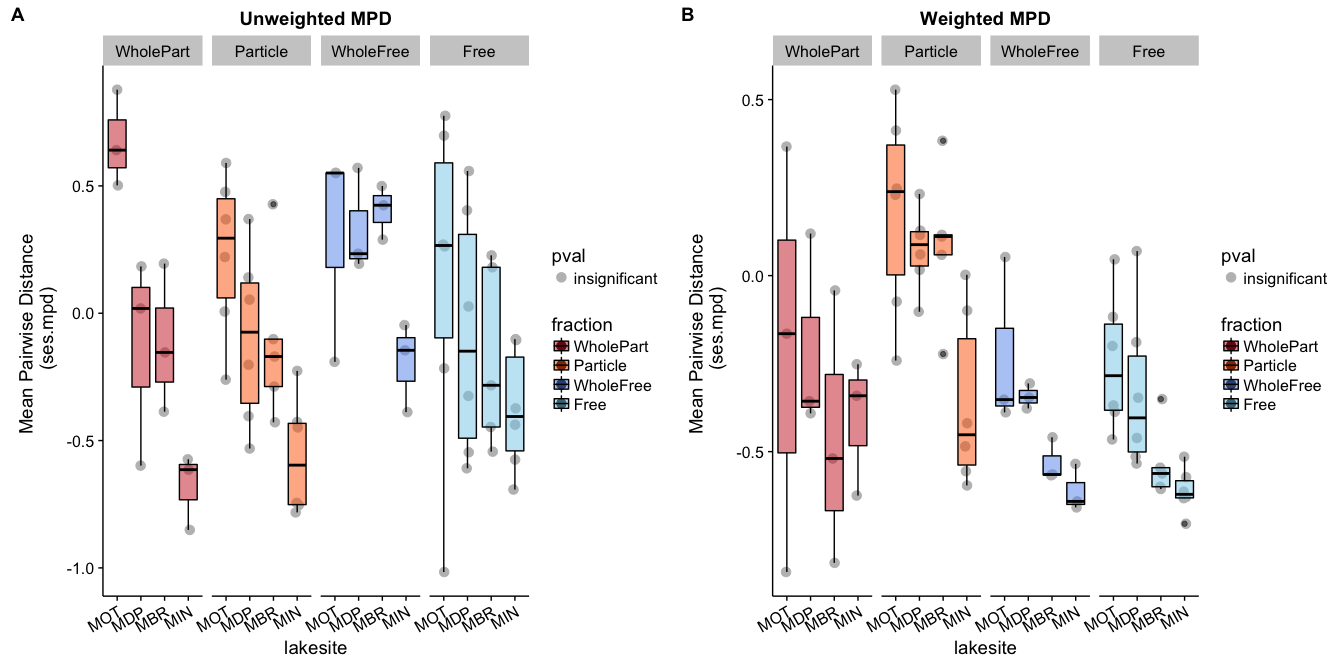 A
Unweighted MPD
WholePart Particle WholeFree Free
Mean Pairwise Distance
(ses.mpd)
0.5
0.0
-0.5
-1.0
MOT MDP MBR MIN MOT MDP MBR MIN MOT MDP MBR MIN MOT MDP MBR MIN
lakesite
pval
insignificant
fraction
WholePart
Particle
WholeFree
Free
B
Weighted MPD
WholePart Particle WholeFree Free
Mean Pairwise Distance
(ses.mpd)
0.5
0.0
-0.5
MOT MDP MBR MIN MOT MDP MBR MIN MOT MDP MBR MIN MOT MDP MBR MIN
lakesite
pval
insignificant
fraction
WholePart
Particle
WholeFree
Free